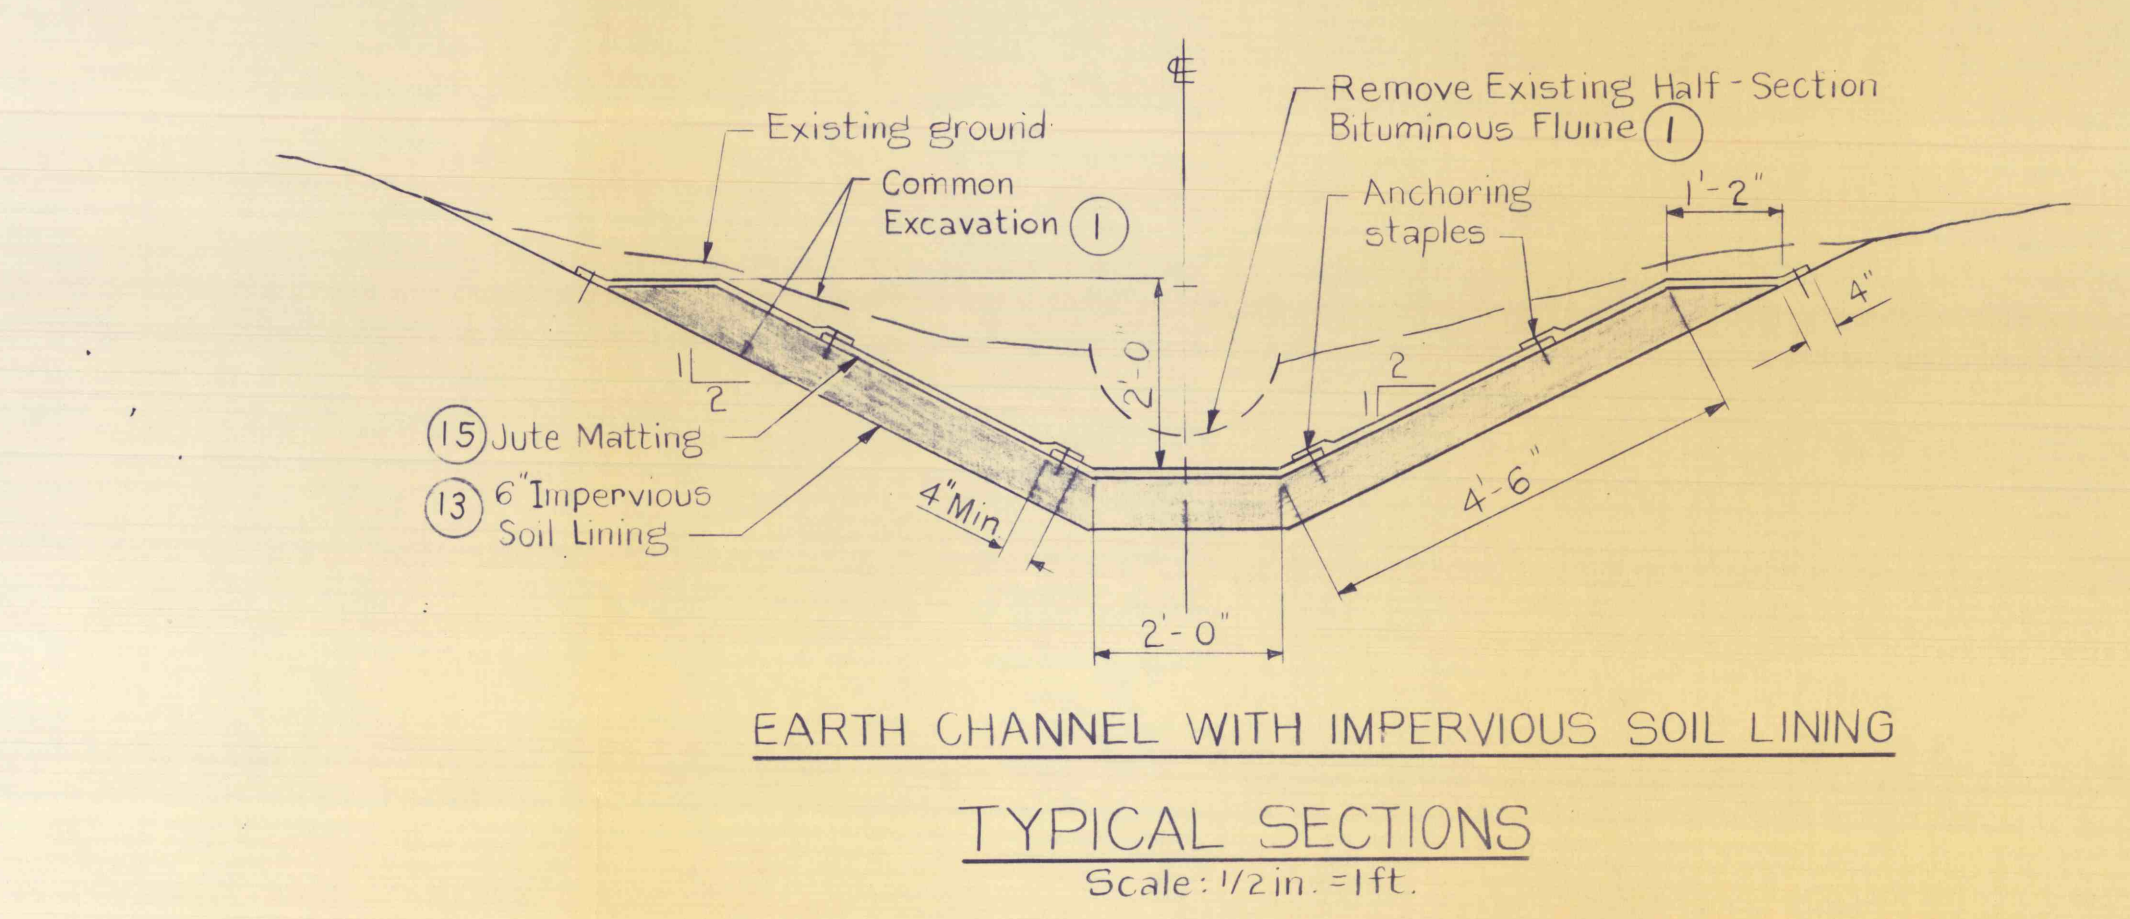 ℄
Existing ground
Common
Excavation 1
Remove Existing Half-Section
Bituminous Flume 1
Anchoring
staples
1'-2"
4"
2'-0"
1
2
2
1
15 Jute Matting
13 6" Impervious
Soil Lining
4" Min.
4'-6"
2'-0"
EARTH CHANNEL WITH IMPERVIOUS SOIL LINING
TYPICAL SECTIONS
Scale: 1/2 in. = 1 ft.